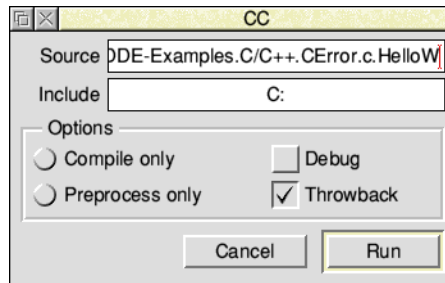 CC
Source DDE-Examples.C/C++.CError.c.HelloW
Include C:
Options
Compile only Debug
Preprocess only Throwback
Cancel Run